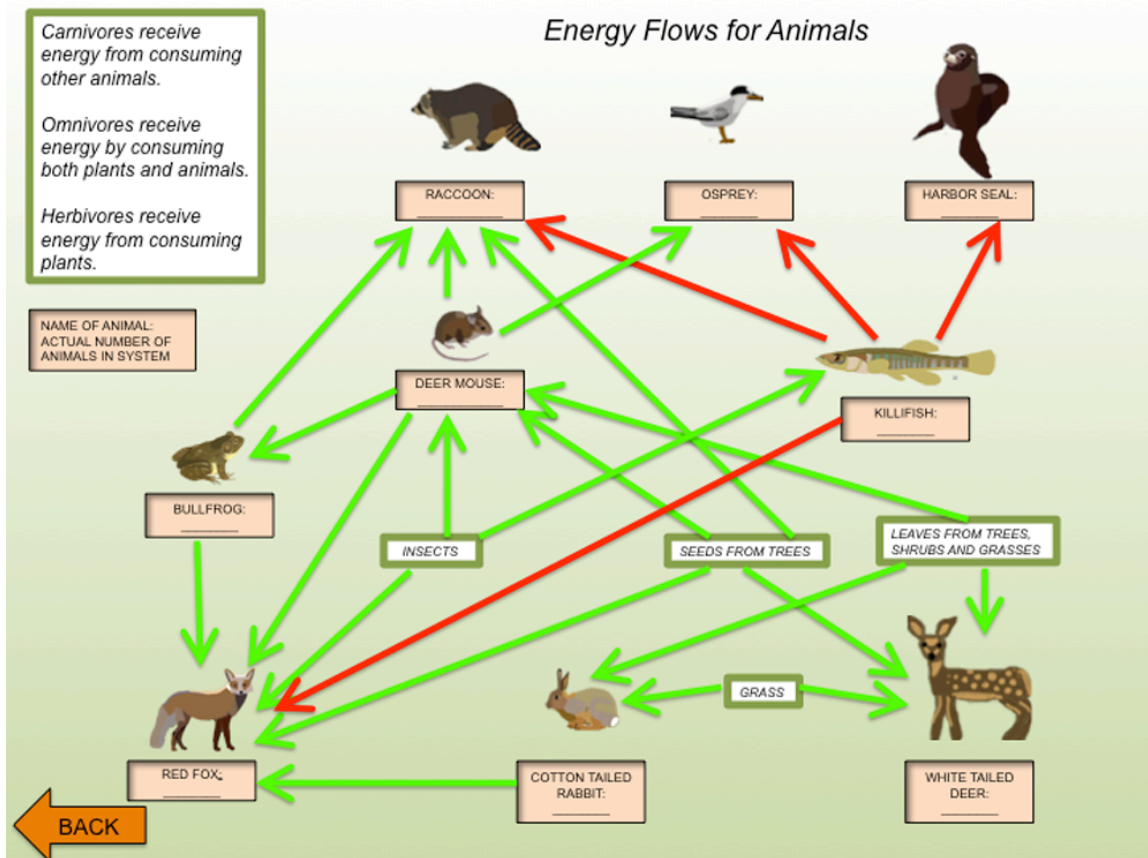 Energy Flows for Animals
Carnivores receive
energy from consuming
other animals.
Omnivores receive
energy by consuming
both plants and animals.
Herbivores receive
energy from consuming
plants.
RACCOON:
OSPREY:
HARBOR SEAL:
NAME OF ANIMAL:
ACTUAL NUMBER OF
ANIMALS IN SYSTEM
DEER MOUSE:
KILLIFISH:
BULLFROG:
INSECTS
SEEDS FROM TREES
LEAVES FROM TREES,
SHRUBS AND GRASSES
GRASS
RED FOX:
COTTON TAILED
RABBIT:
WHITE TAILED
DEER:
BACK